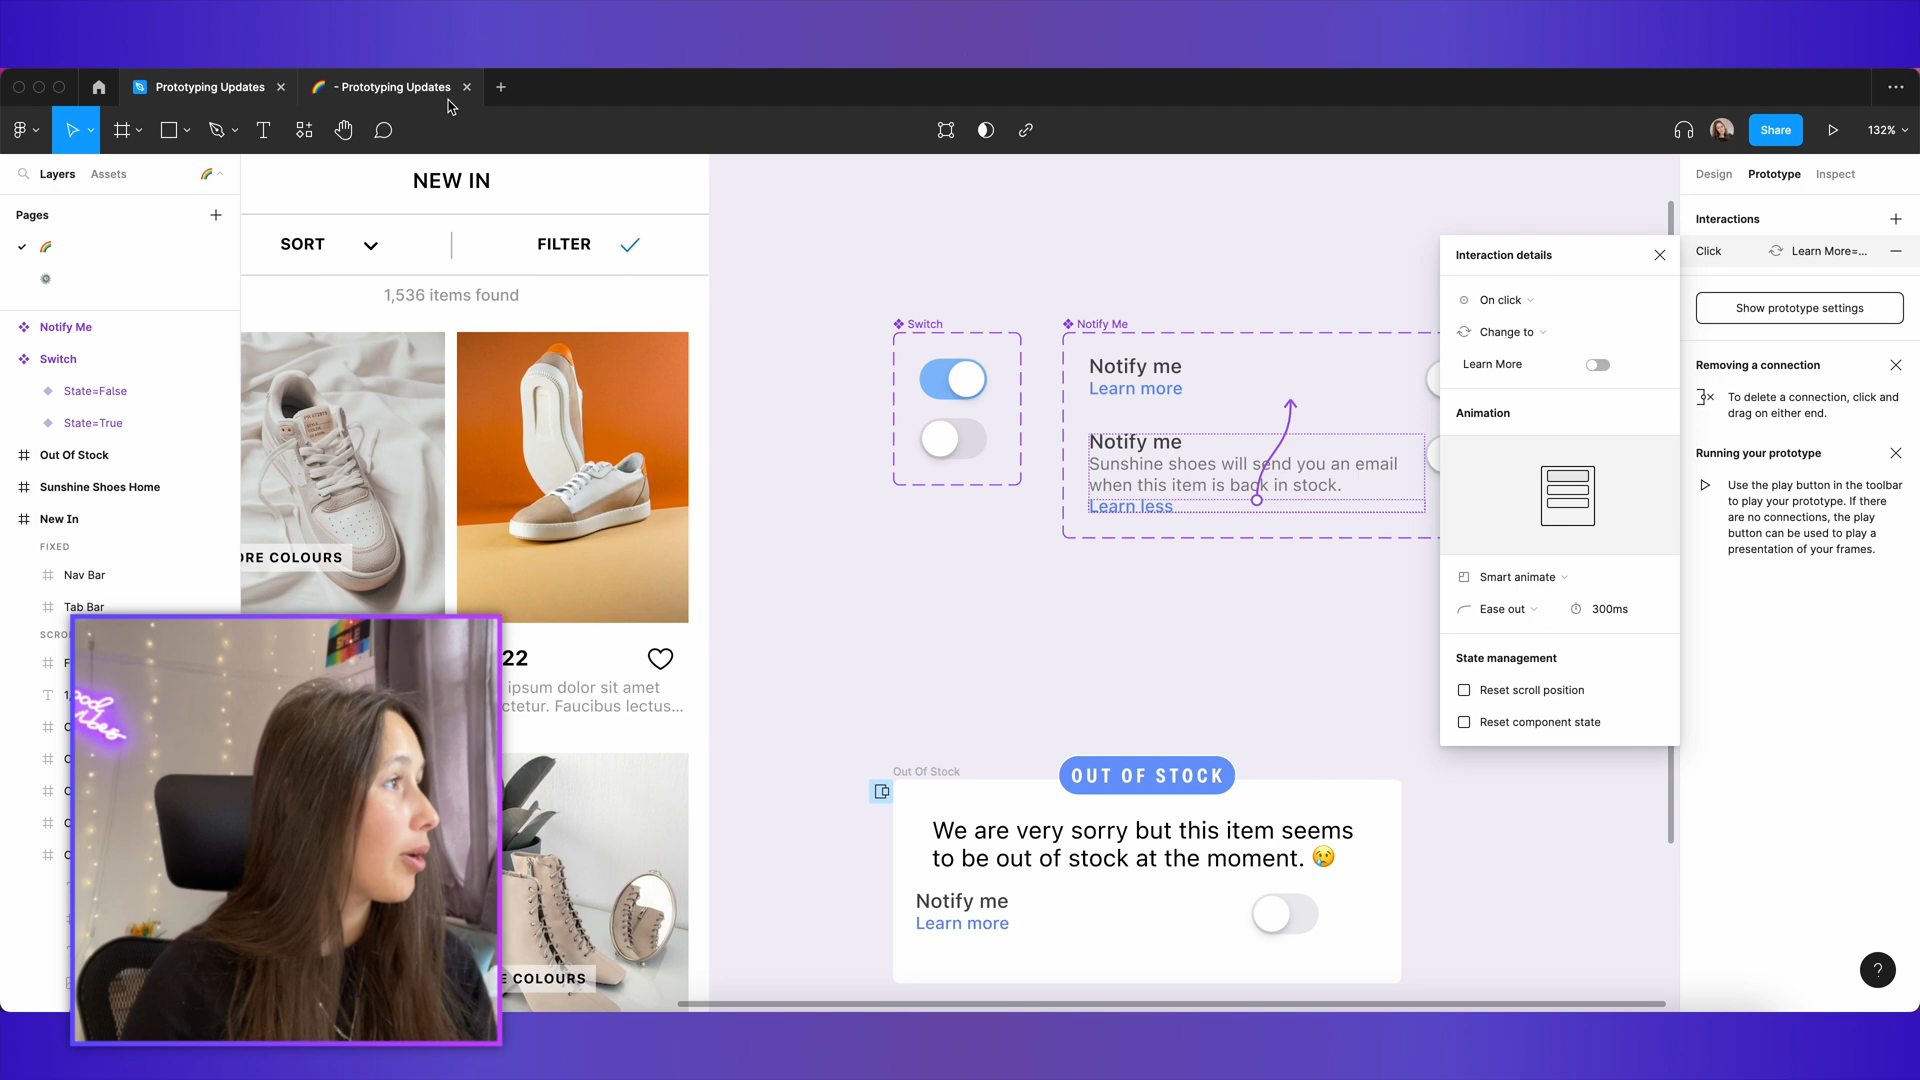 Prototyping Updates
- Prototyping Updates
Share
132%
Layers
Assets
Pages
Notify Me
Switch
State=False
State=True
Out Of Stock
Sunshine Shoes Home
New In
FIXED
Nav Bar
Tab Bar
NEW IN
SORT
FILTER
1,536 items found
ORE COLOURS
22
ipsum dolor sit amet
ctetur. Faucibus lectus...
E COLOURS
Switch
Notify Me
Notify me
Learn more
Notify me
Sunshine shoes will send you an email
when this item is back in stock.
Learn less
Out Of Stock
OUT OF STOCK
We are very sorry but this item seems
to be out of stock at the moment. 😢
Notify me
Learn more
Interaction details
On click
Change to
Learn More
Animation
Smart animate
Ease out
300ms
State management
Reset scroll position
Reset component state
Design
Prototype
Inspect
Interactions
Click
Learn More=...
Show prototype settings
Removing a connection
To delete a connection, click and
drag on either end.
Running your prototype
Use the play button in the toolbar
to play your prototype. If there
are no connections, the play
button can be used to play a
presentation of your frames.
?